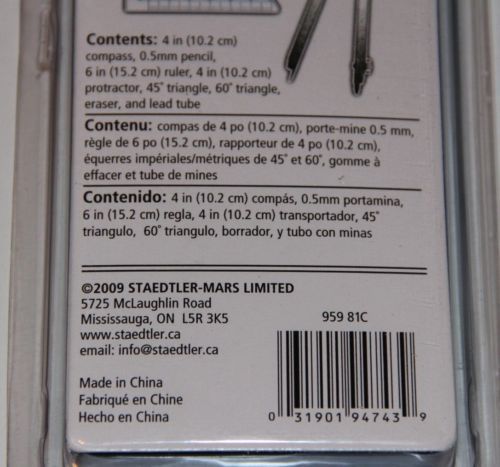 Contents: 4 in (10.2 cm)
compass, 0.5mm pencil,
6 in (15.2 cm) ruler, 4 in (10.2 cm)
protractor, 45° triangle, 60° triangle,
eraser, and lead tube
Contenu: compas de 4 po (10.2 cm), porte-mine 0.5 mm,
règle de 6 po (15.2 cm), rapporteur de 4 po (10.2 cm),
équerres impériales/métriques de 45° et 60°, gomme à
effacer et tube de mines
Contenido: 4 in (10.2 cm) compás, 0.5mm portamina,
6 in (15.2 cm) regla, 4 in (10.2 cm) transportador, 45°
triangulo, 60° triangulo, borrador, y tubo con minas
©2009 STAEDTLER-MARS LIMITED
5725 McLaughlin Road
Mississauga, ON L5R 3K5
www.staedtler.ca
email: info@staedtler.ca
959 81C
Made in China
Fabriqué en Chine
Hecho en China
0 31901 94743 9